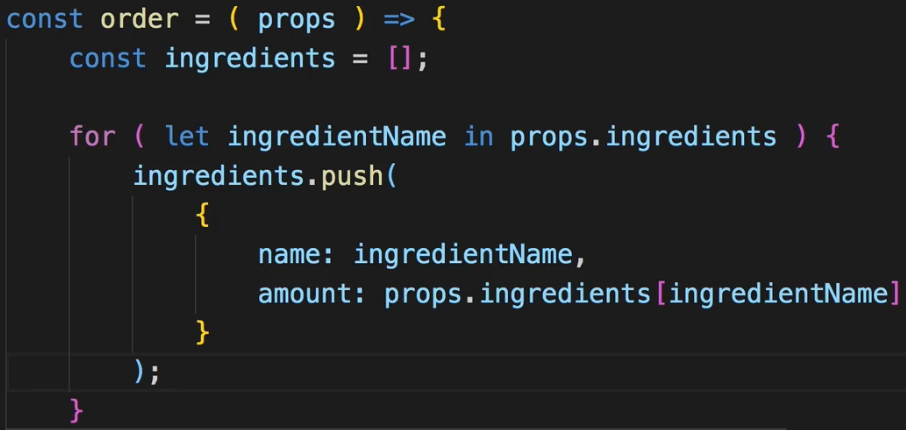 const order = ( props ) => {
    const ingredients = [];
    for ( let ingredientName in props.ingredients ) {
        ingredients.push(
            {
                name: ingredientName,
                amount: props.ingredients[ingredientName]
            }
        );
    }